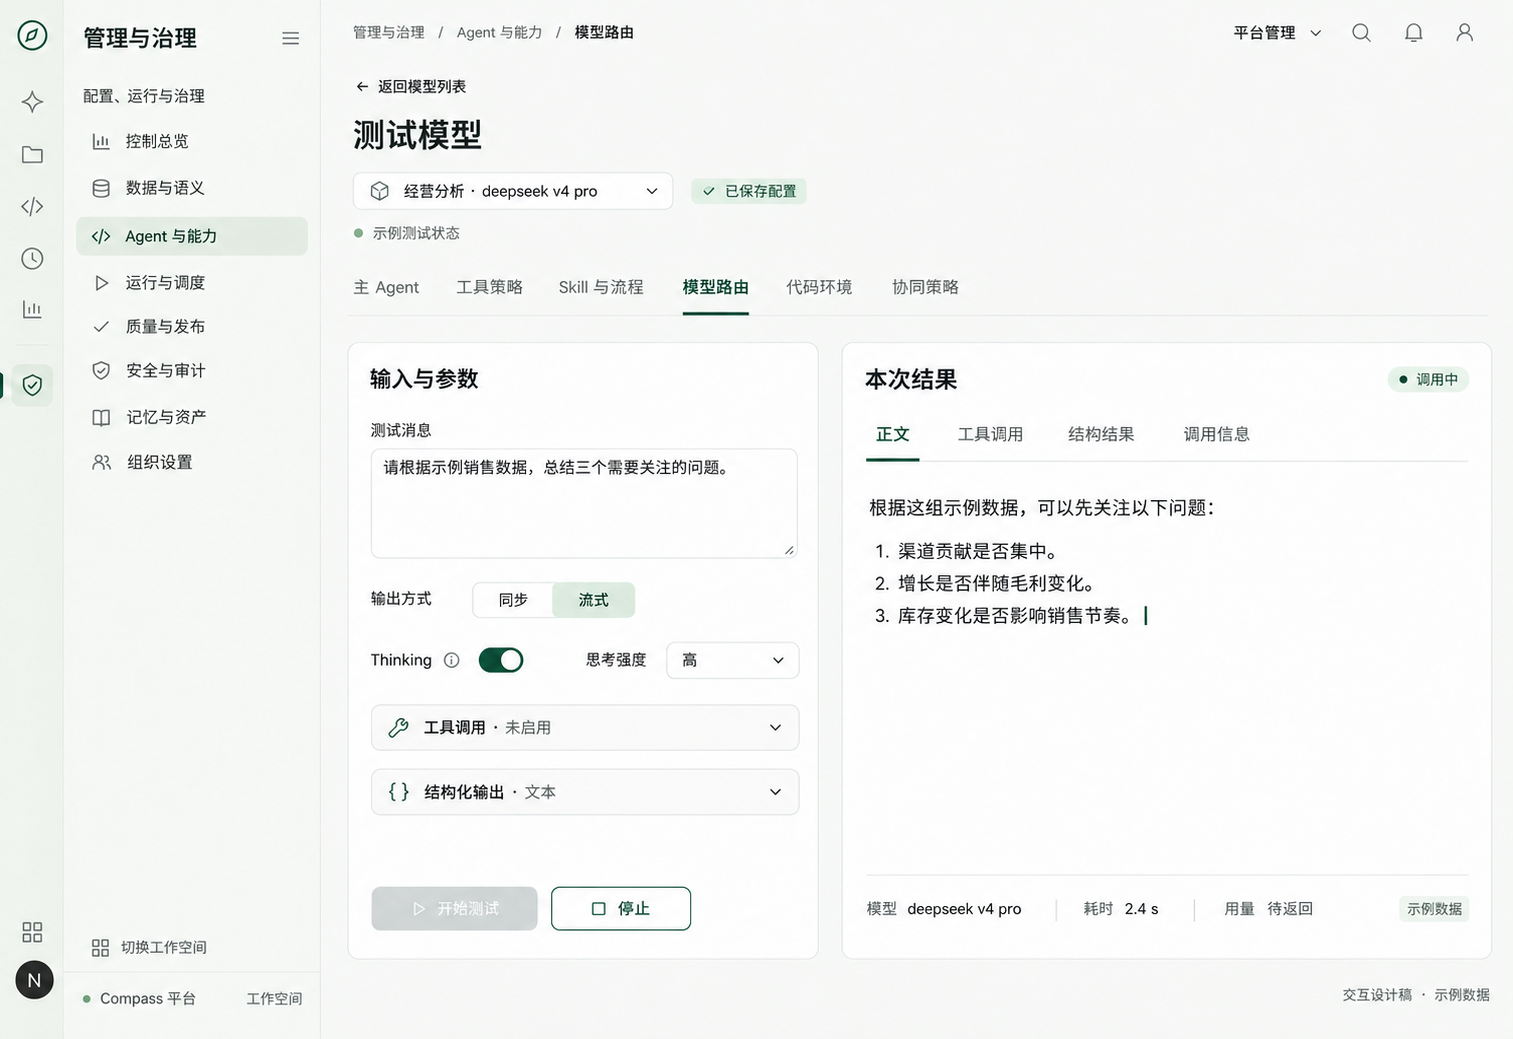 管理与治理
配置、运行与治理
控制总览
数据与语义
Agent 与能力
运行与调度
质量与发布
安全与审计
记忆与资产
组织设置
切换工作空间
N
Compass 平台 工作空间
管理与治理 / Agent 与能力 / 模型路由
平台管理
返回模型列表
测试模型
经营分析 · deepseek v4 pro
已保存配置
示例测试状态
主 Agent 工具策略 Skill 与流程 模型路由 代码环境 协同策略
输入与参数
测试消息
请根据示例销售数据，总结三个需要关注的问题。
输出方式 同步 流式
Thinking 思考强度 高
工具调用 · 未启用
{ } 结构化输出 · 文本
开始测试 停止
本次结果 调用中
正文 工具调用 结构结果 调用信息
根据这组示例数据，可以先关注以下问题：
1. 渠道贡献是否集中。
2. 增长是否伴随毛利变化。
3. 库存变化是否影响销售节奏。
模型 deepseek v4 pro 耗时 2.4 s 用量 待返回 示例数据
交互设计稿 · 示例数据